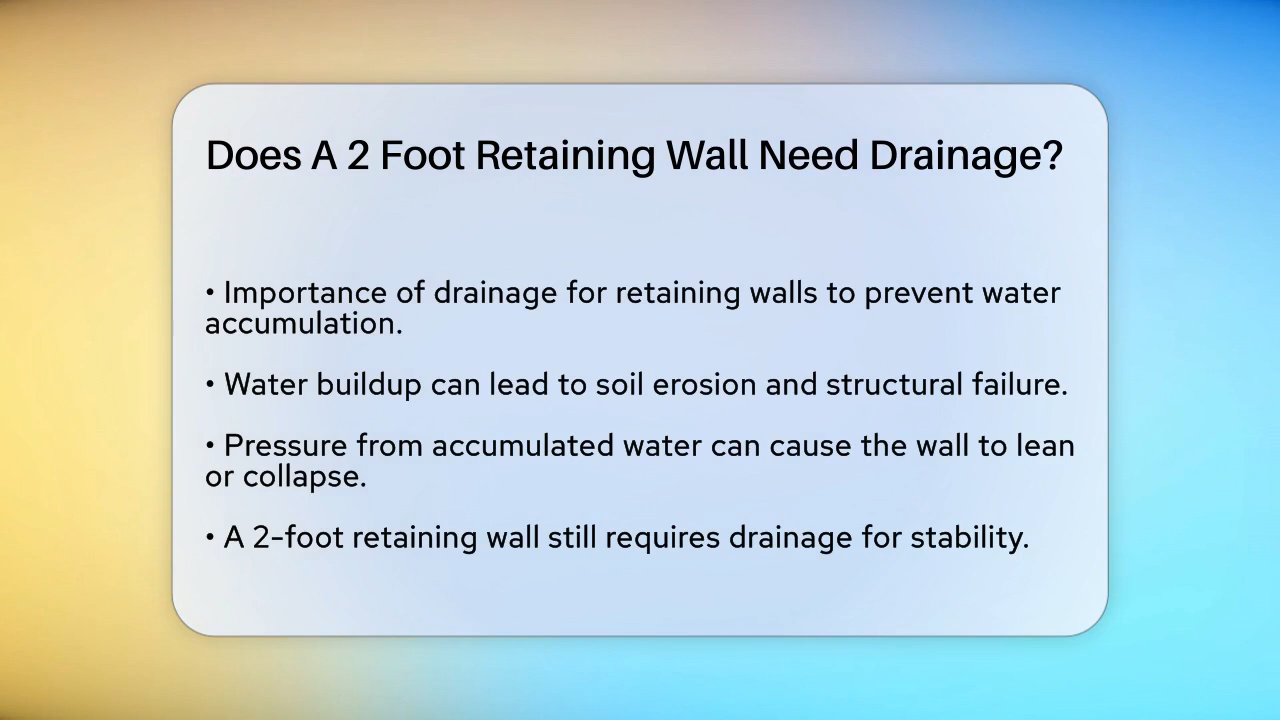 Does A 2 Foot Retaining Wall Need Drainage?
• Importance of drainage for retaining walls to prevent water
accumulation.
• Water buildup can lead to soil erosion and structural failure.
• Pressure from accumulated water can cause the wall to lean
or collapse.
• A 2-foot retaining wall still requires drainage for stability.